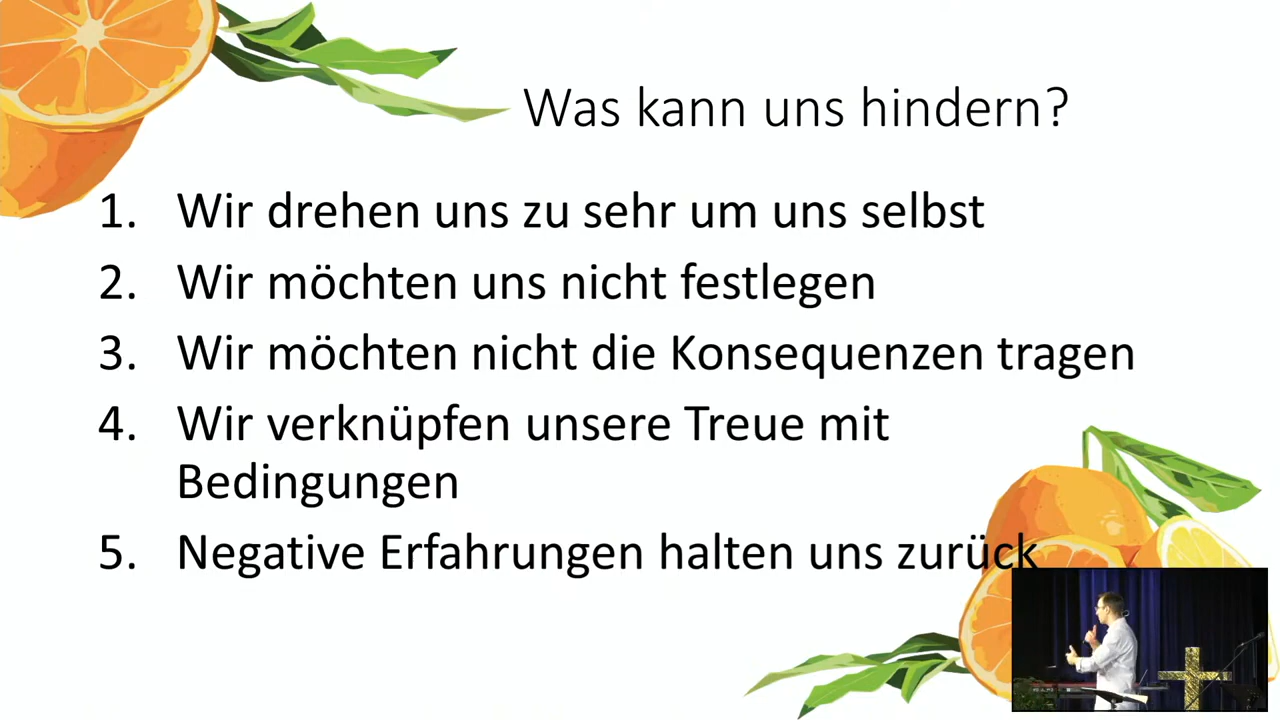 Was kann uns hindern?
1. Wir drehen uns zu sehr um uns selbst
2. Wir möchten uns nicht festlegen
3. Wir möchten nicht die Konsequenzen tragen
4. Wir verknüpfen unsere Treue mit
Bedingungen
5. Negative Erfahrungen halten uns zurück